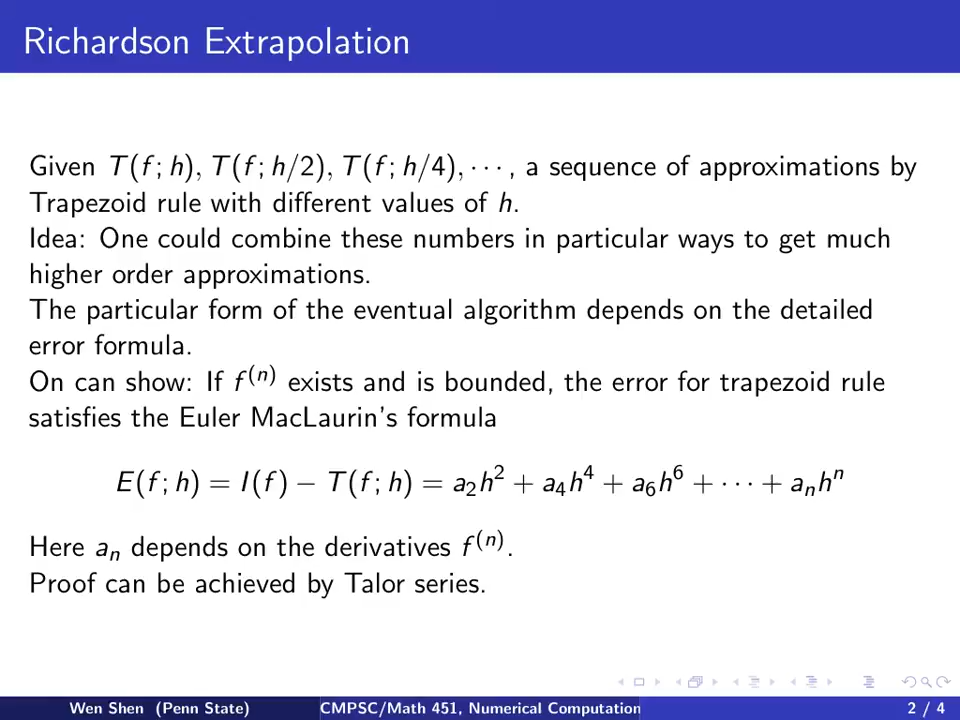 Richardson Extrapolation
Given T(f; h), T(f; h/2), T(f; h/4), ···, a sequence of approximations by
Trapezoid rule with different values of h.
Idea: One could combine these numbers in particular ways to get much
higher order approximations.
The particular form of the eventual algorithm depends on the detailed
error formula.
On can show: If f⁽ⁿ⁾ exists and is bounded, the error for trapezoid rule
satisfies the Euler MacLaurin's formula
E(f; h) = I(f) − T(f; h) = a₂h² + a₄h⁴ + a₆h⁶ + ··· + aₙhⁿ
Here aₙ depends on the derivatives f⁽ⁿ⁾.
Proof can be achieved by Talor series.
Wen Shen (Penn State) CMPSC/Math 451, Numerical Computation 2 / 4